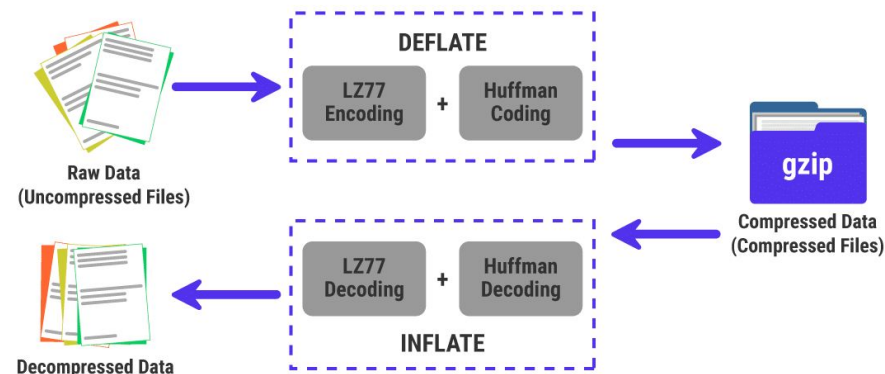 DEFLATE
LZ77
Encoding
+
Huffman
Coding
Raw Data
(Uncompressed Files)
gzip
Compressed Data
(Compressed Files)
LZ77
Decoding
+
Huffman
Decoding
INFLATE
Decompressed Data